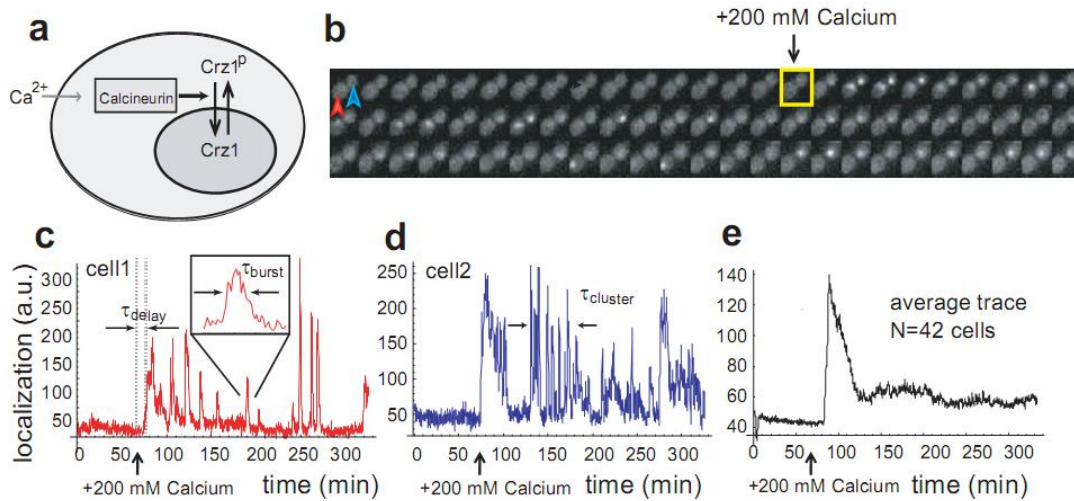 a
Ca2+
Calcineurin
Crz1P
Crz1
b
+200 mM Calcium
c
cell1
τdelay
τburst
localization (a.u.)
300
250
200
150
100
50
0 50 100 150 200 250 300
+200 mM Calcium
time (min)
d
cell2
τcluster
250
200
150
100
50
0 50 100 150 200 250 300
+200 mM Calcium
time (min)
e
average trace
N=42 cells
140
120
100
80
60
40
0 50 100 150 200 250 300
+200 mM Calcium
time (min)